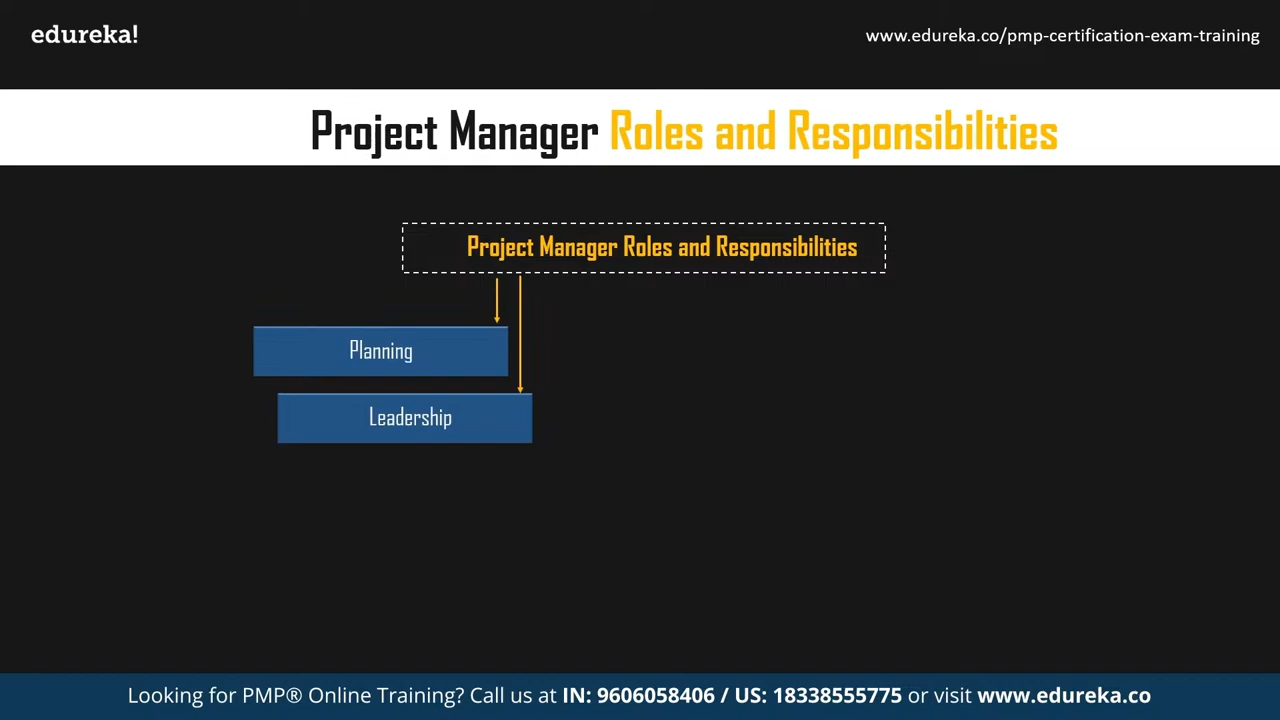 edureka!
www.edureka.co/pmp-certification-exam-training
Project Manager Roles and Responsibilities
Project Manager Roles and Responsibilities
Planning
Leadership
Looking for PMP® Online Training? Call us at IN: 9606058406 / US: 18338555775 or visit www.edureka.co